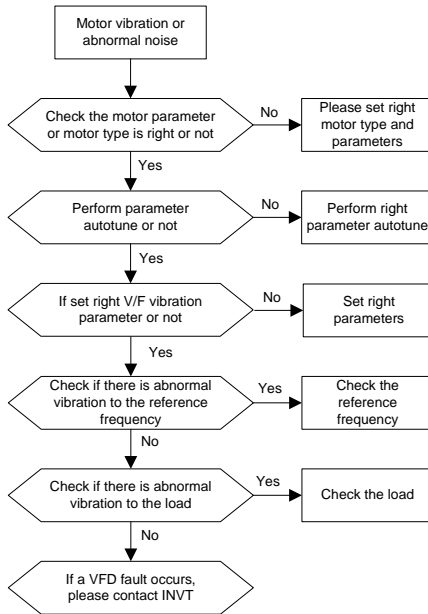 Motor vibration or
abnormal noise
Check the motor parameter
or motor type is right or not
No
Please set right
motor type and
parameters
Yes
Perform parameter
autotune or not
No
Perform right
parameter autotune
Yes
If set right V/F vibration
parameter or not
No
Set right
parameters
Yes
Check if there is abnormal
vibration to the reference
frequency
Yes
Check the
reference
frequency
No
Check if there is abnormal
vibration to the load
Yes
Check the load
No
If a VFD fault occurs,
please contact INVT